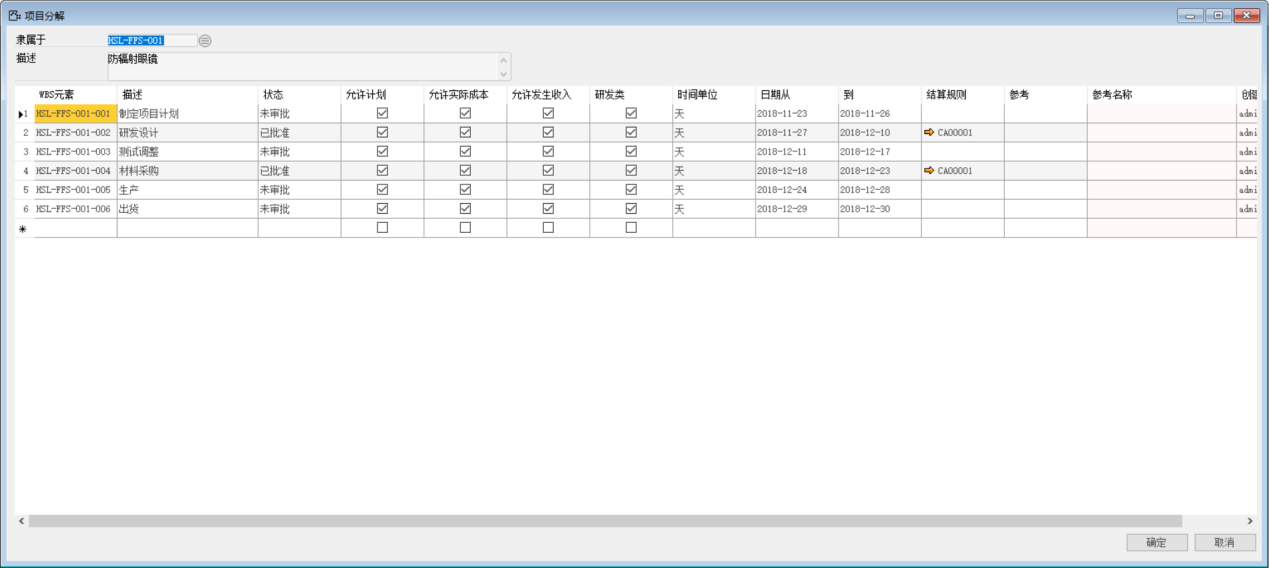 项目分解
隶属于 HSL-FFS-001
描述 防辐射眼镜
WBS元素 描述 状态 允许计划 允许实际成本 允许发生收入 研发类 时间单位 日期从 到 结算规则 参考 参考名称 创建
1 HSL-FFS-001-001 制定项目计划 未审批 天 2018-11-23 2018-11-26 admi
2 HSL-FFS-001-002 研发设计 已批准 天 2018-11-27 2018-12-10 CA00001 admi
3 HSL-FFS-001-003 测试调整 未审批 天 2018-12-11 2018-12-17 admi
4 HSL-FFS-001-004 材料采购 已批准 天 2018-12-18 2018-12-23 CA00001 admi
5 HSL-FFS-001-005 生产 未审批 天 2018-12-24 2018-12-28 admi
6 HSL-FFS-001-006 出货 未审批 天 2018-12-29 2018-12-30 admi
确定 取消